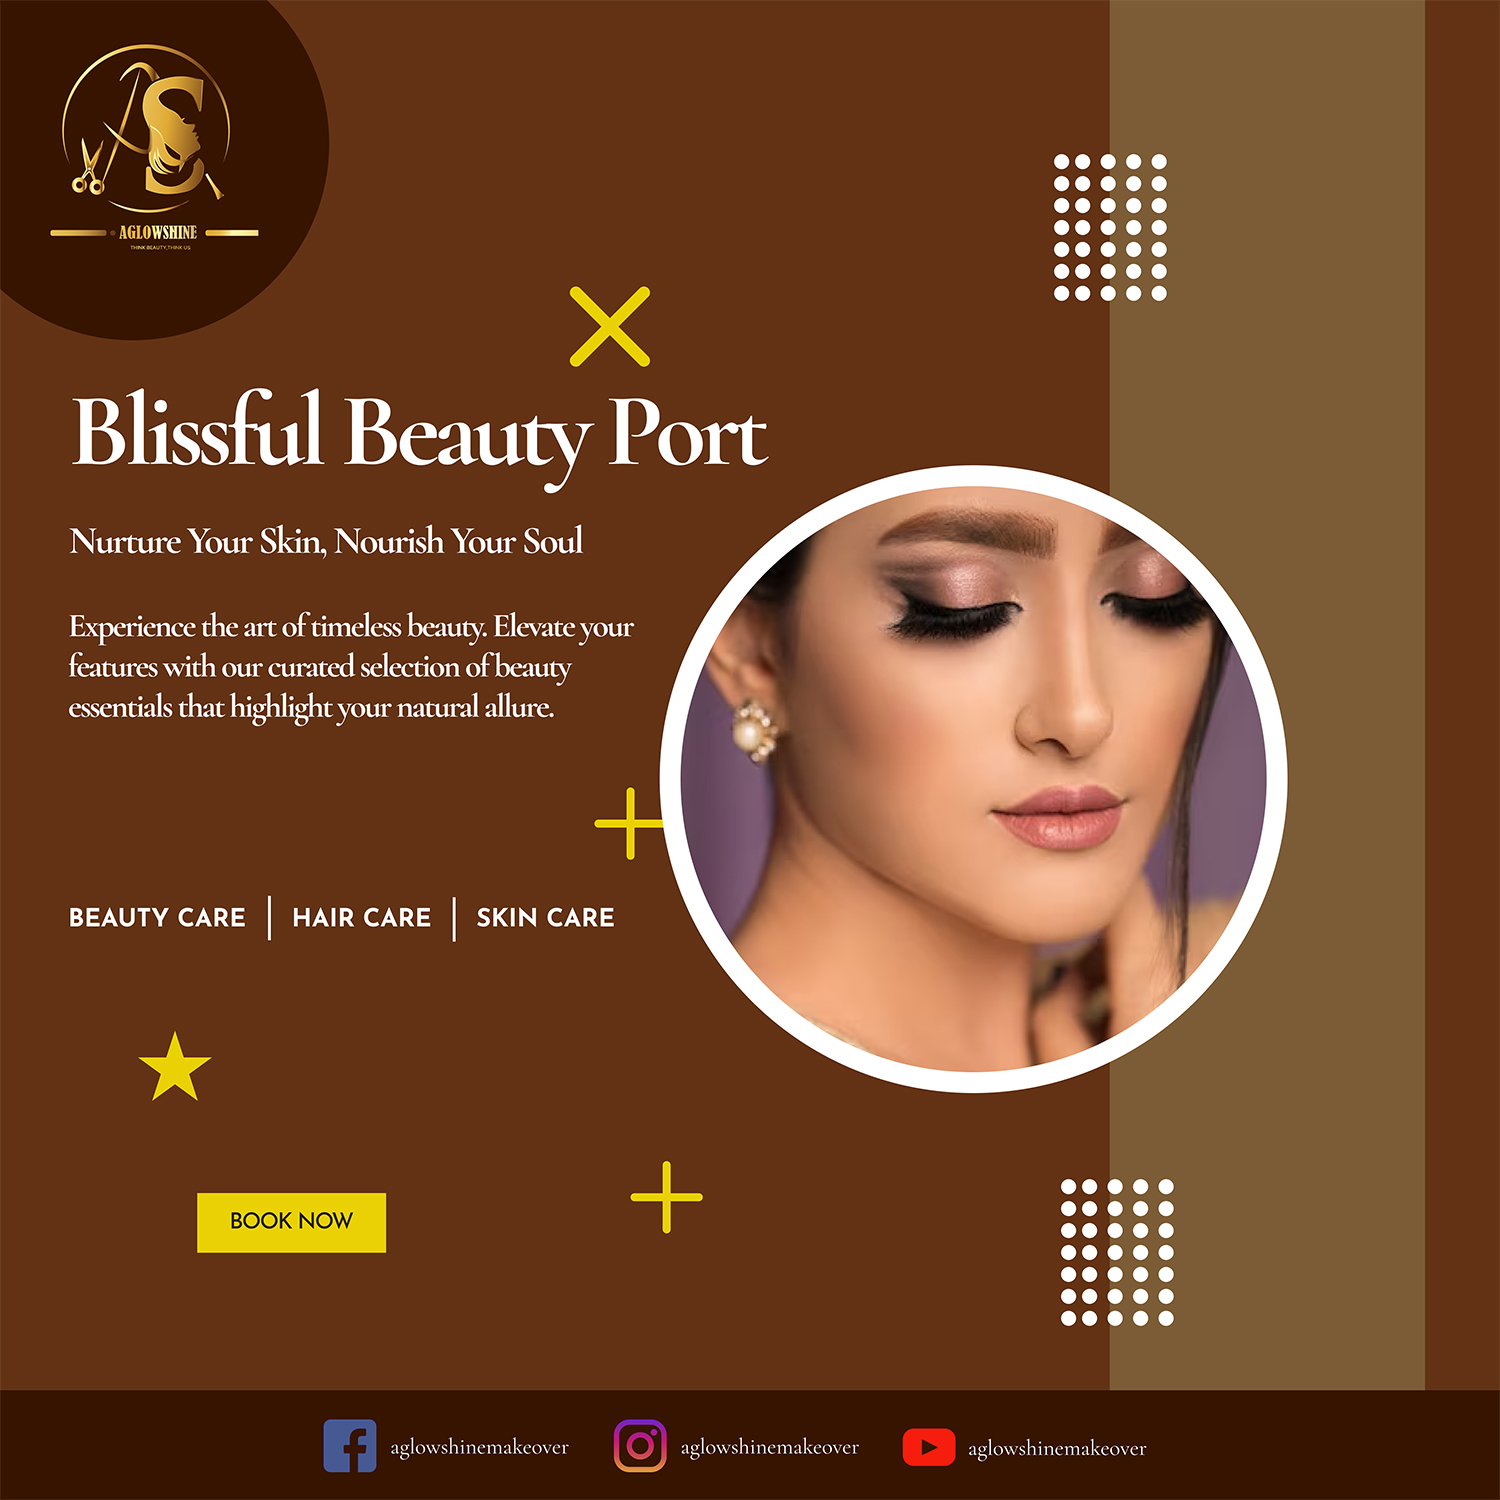 AS
AGLOWSHINE
THINK BEAUTY,THINK US
Blissful Beauty Port
Nurture Your Skin, Nourish Your Soul
Experience the art of timeless beauty. Elevate your
features with our curated selection of beauty
essentials that highlight your natural allure.
BEAUTY CARE | HAIR CARE | SKIN CARE
BOOK NOW
aglowshinemakeover aglowshinemakeover aglowshinemakeover